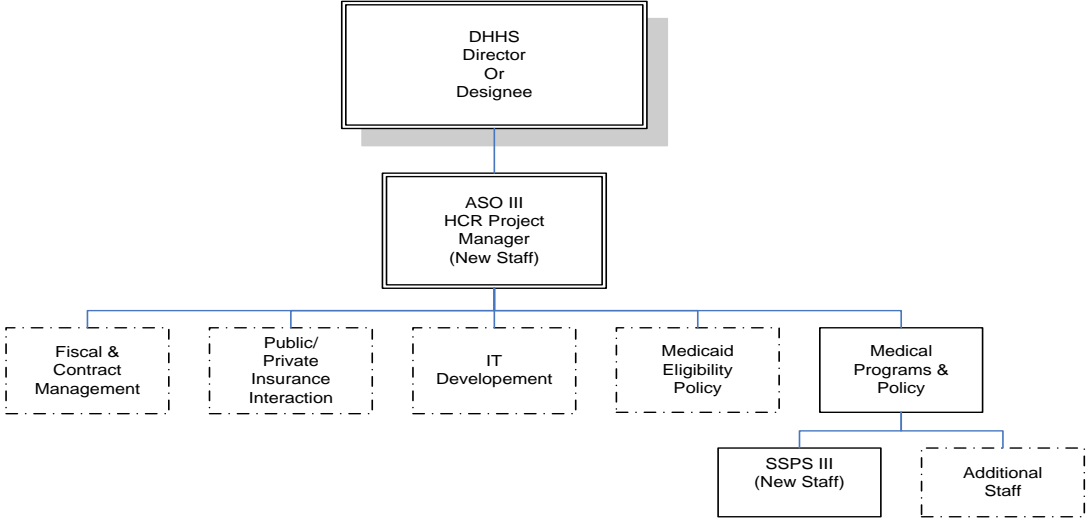 DHHS
Director
Or
Designee
ASO III
HCR Project
Manager
(New Staff)
Fiscal &
Contract
Management
Public/
Private
Insurance
Interaction
IT
Developement
Medicaid
Eligibility
Policy
Medical
Programs &
Policy
SSPS III
(New Staff)
Additional
Staff